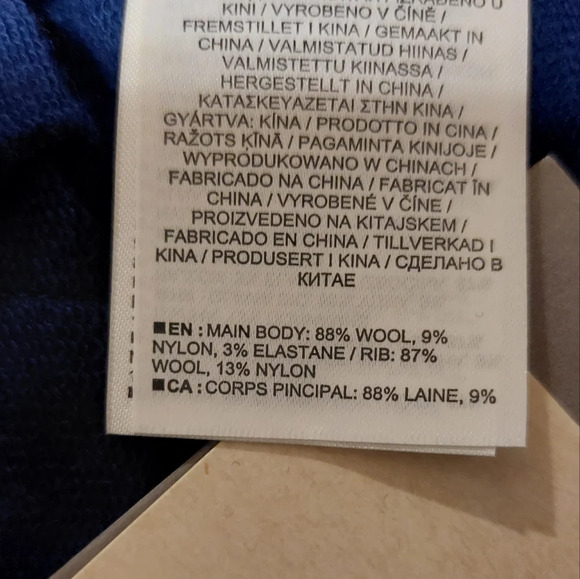 KINI / VYROBENO V ČÍNĚ /
FREMSTILLET I KINA / GEMAAKT IN
CHINA / VALMISTATUD HIINAS /
VALMISTETTU KIINASSA /
HERGESTELLT IN CHINA /
ΚΑΤΑΣΚΕΥΑΖΕΤΑΙ ΣΤΗΝ ΚΙΝΑ /
GYÁRTVA: KÍNA / PRODOTTO IN CINA /
RAŽOTS ĶĪNĀ / PAGAMINTA KINIJOJE /
WYPRODUKOWANO W CHINACH /
FABRICADO NA CHINA / FABRICAT ÎN
CHINA / VYROBENÉ V ČÍNE /
PROIZVEDENO NA KITAJSKEM /
FABRICADO EN CHINA / TILLVERKAD I
KINA / PRODUSERT I KINA / СДЕЛАНО В
КИТАЕ
EN : MAIN BODY: 88% WOOL, 9%
NYLON, 3% ELASTANE / RIB: 87%
WOOL, 13% NYLON
CA : CORPS PINCIPAL: 88% LAINE, 9%